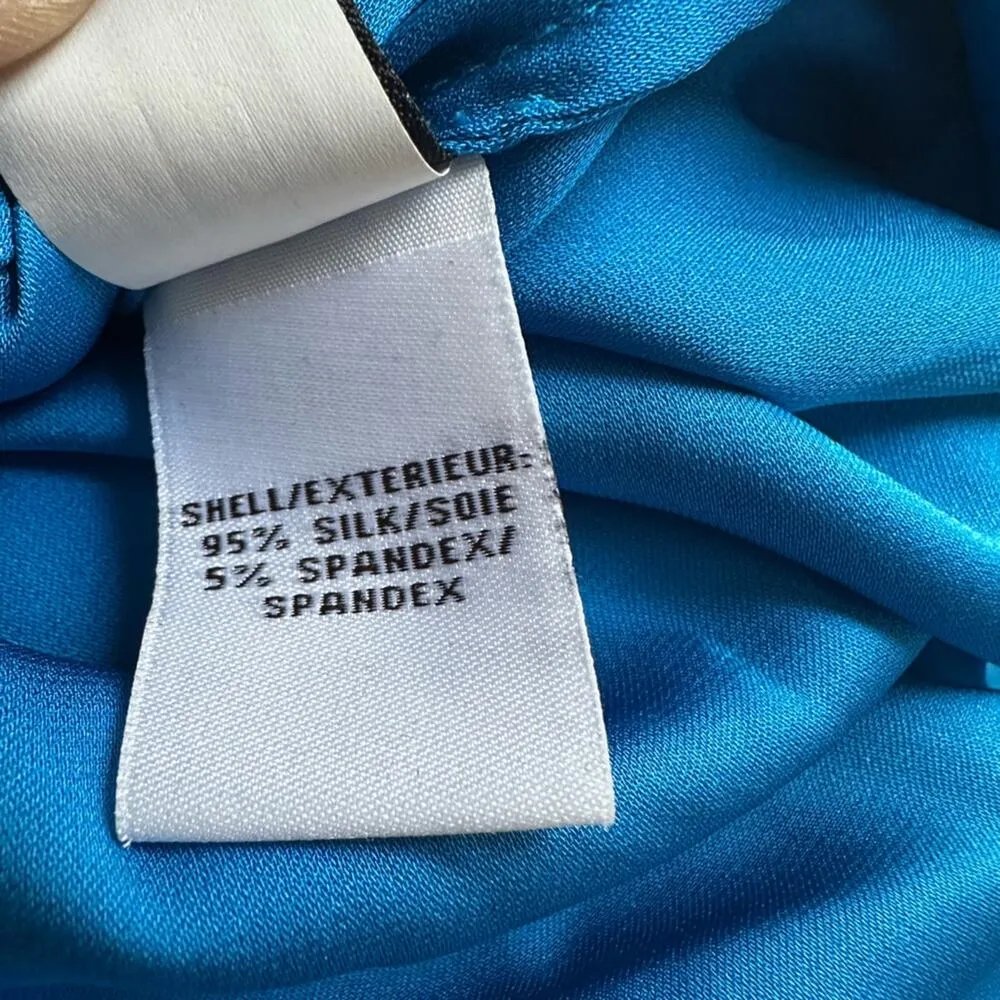 SHELL/EXTERIEUR:
95% SILK/SOIE
5% SPANDEX/
SPANDEX